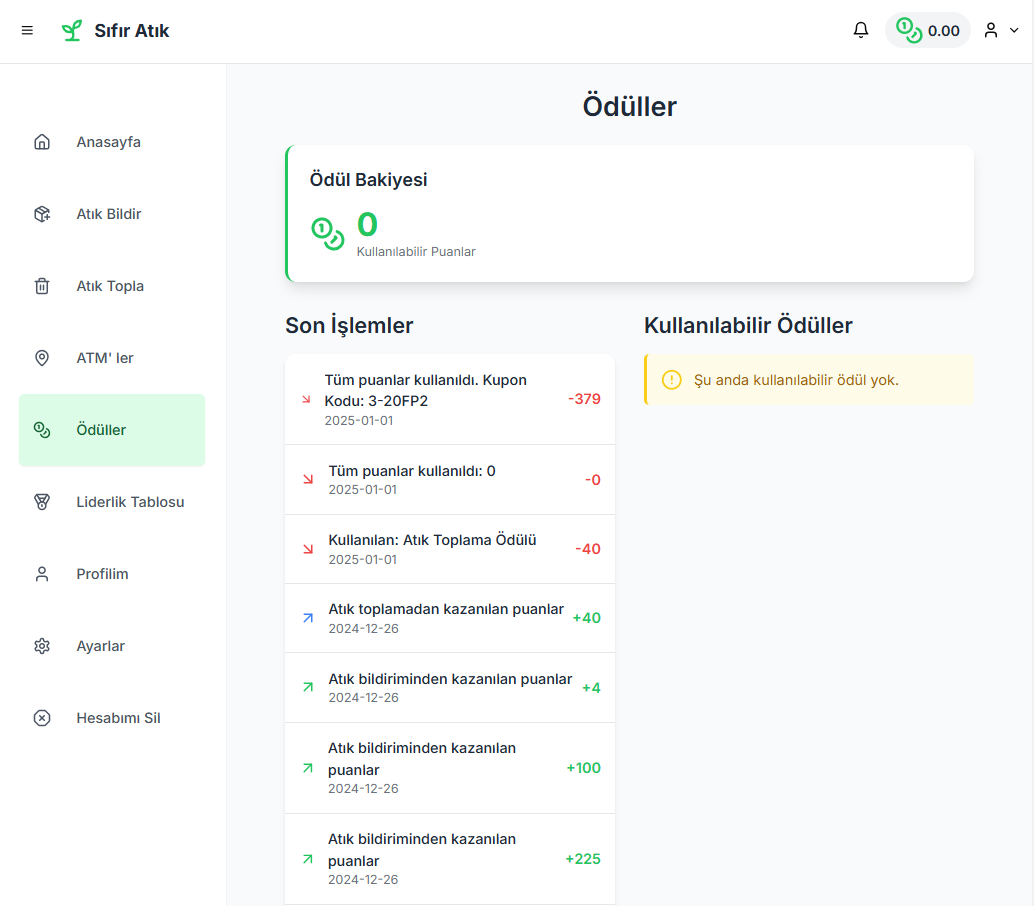 Sıfır Atık
0.00
Anasayfa
Atık Bildir
Atık Topla
ATM' ler
Ödüller
Liderlik Tablosu
Profilim
Ayarlar
Hesabımı Sil
Ödüller
Ödül Bakiyesi
0
Kullanılabilir Puanlar
Son İşlemler
Tüm puanlar kullanıldı. Kupon
Kodu: 3-20FP2
2025-01-01
-379
Tüm puanlar kullanıldı: 0
2025-01-01
-0
Kullanılan: Atık Toplama Ödülü
2025-01-01
-40
Atık toplamadan kazanılan puanlar
2024-12-26
+40
Atık bildiriminden kazanılan puanlar
2024-12-26
+4
Atık bildiriminden kazanılan
puanlar
2024-12-26
+100
Atık bildiriminden kazanılan
puanlar
2024-12-26
+225
Kullanılabilir Ödüller
Şu anda kullanılabilir ödül yok.